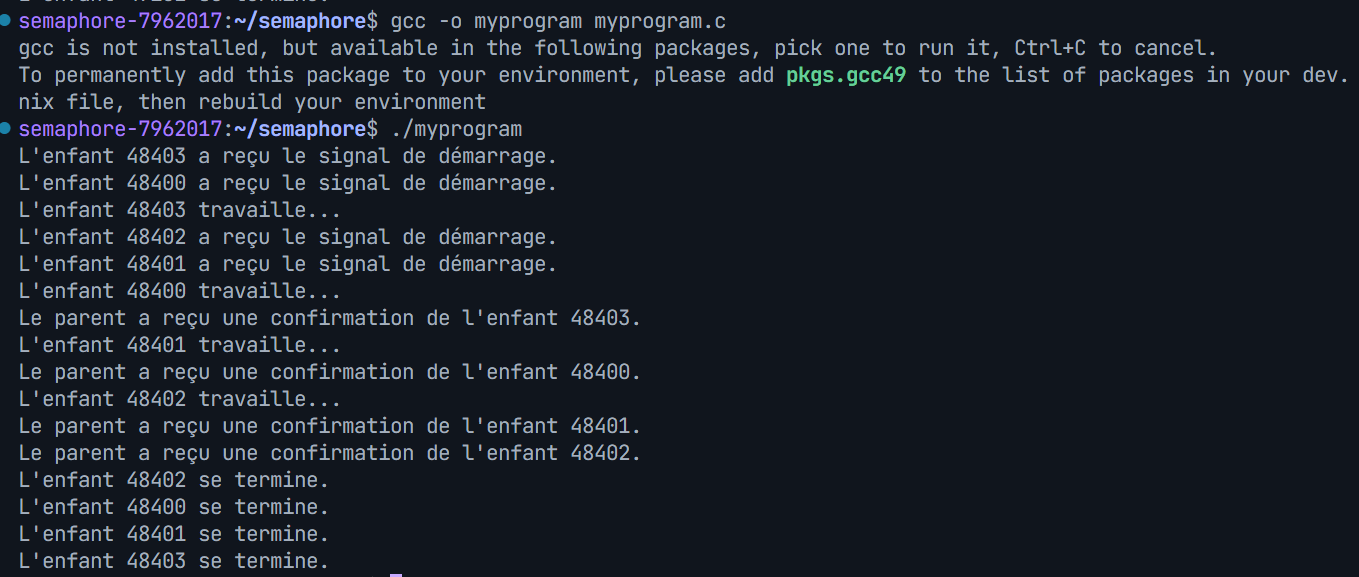 semaphore-7962017:~/semaphore$ gcc -o myprogram myprogram.c
gcc is not installed, but available in the following packages, pick one to run it, Ctrl+C to cancel.
To permanently add this package to your environment, please add pkgs.gcc49 to the list of packages in your dev.
nix file, then rebuild your environment
semaphore-7962017:~/semaphore$ ./myprogram
L'enfant 48403 a reçu le signal de démarrage.
L'enfant 48400 a reçu le signal de démarrage.
L'enfant 48403 travaille...
L'enfant 48402 a reçu le signal de démarrage.
L'enfant 48401 a reçu le signal de démarrage.
L'enfant 48400 travaille...
Le parent a reçu une confirmation de l'enfant 48403.
L'enfant 48401 travaille...
Le parent a reçu une confirmation de l'enfant 48400.
L'enfant 48402 travaille...
Le parent a reçu une confirmation de l'enfant 48401.
Le parent a reçu une confirmation de l'enfant 48402.
L'enfant 48402 se termine.
L'enfant 48400 se termine.
L'enfant 48401 se termine.
L'enfant 48403 se termine.